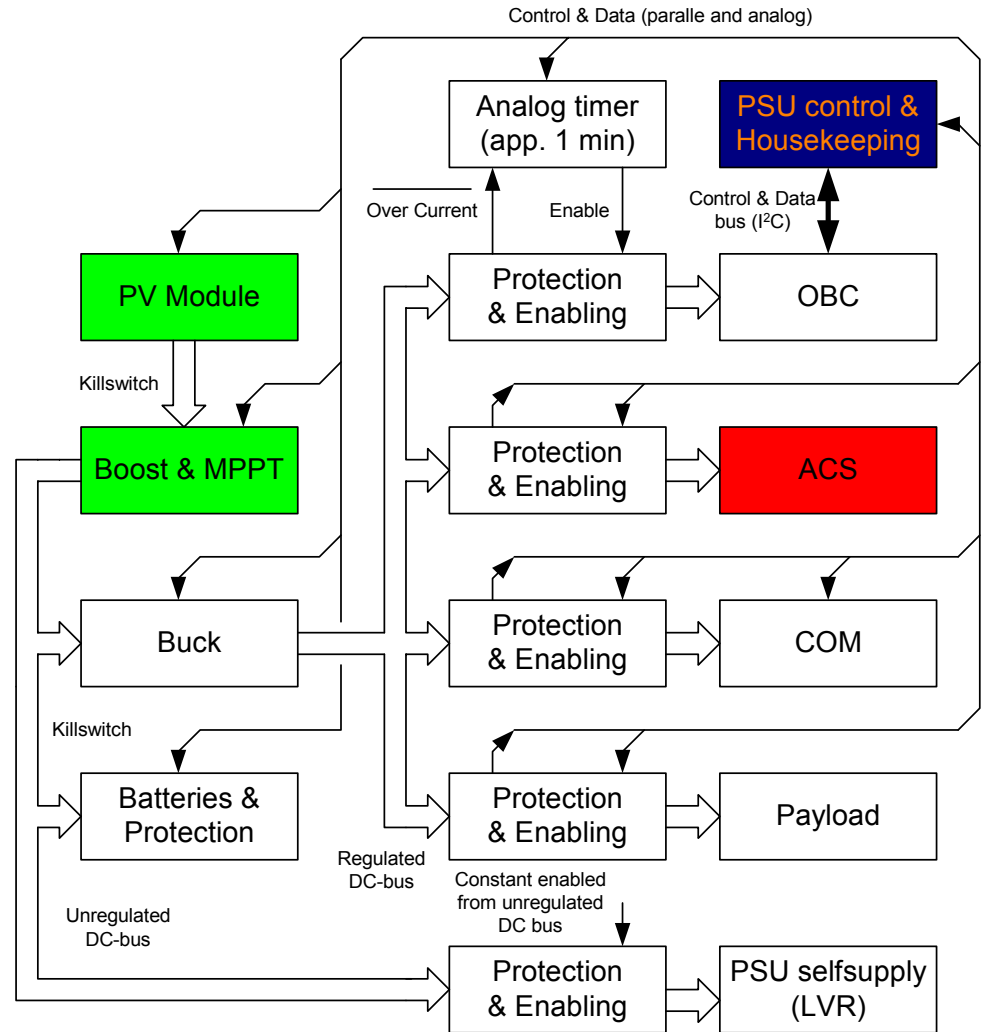 Control & Data (paralle and analog)
Analog timer
(app. 1 min)
PSU control &
Housekeeping
Over Current
Enable
Control & Data
bus (I²C)
PV Module
Protection
& Enabling
OBC
Killswitch
Boost & MPPT
Protection
& Enabling
ACS
Buck
Protection
& Enabling
COM
Killswitch
Batteries &
Protection
Protection
& Enabling
Payload
Regulated
DC-bus
Constant enabled
from unregulated
DC bus
Unregulated
DC-bus
Protection
& Enabling
PSU selfsupply
(LVR)